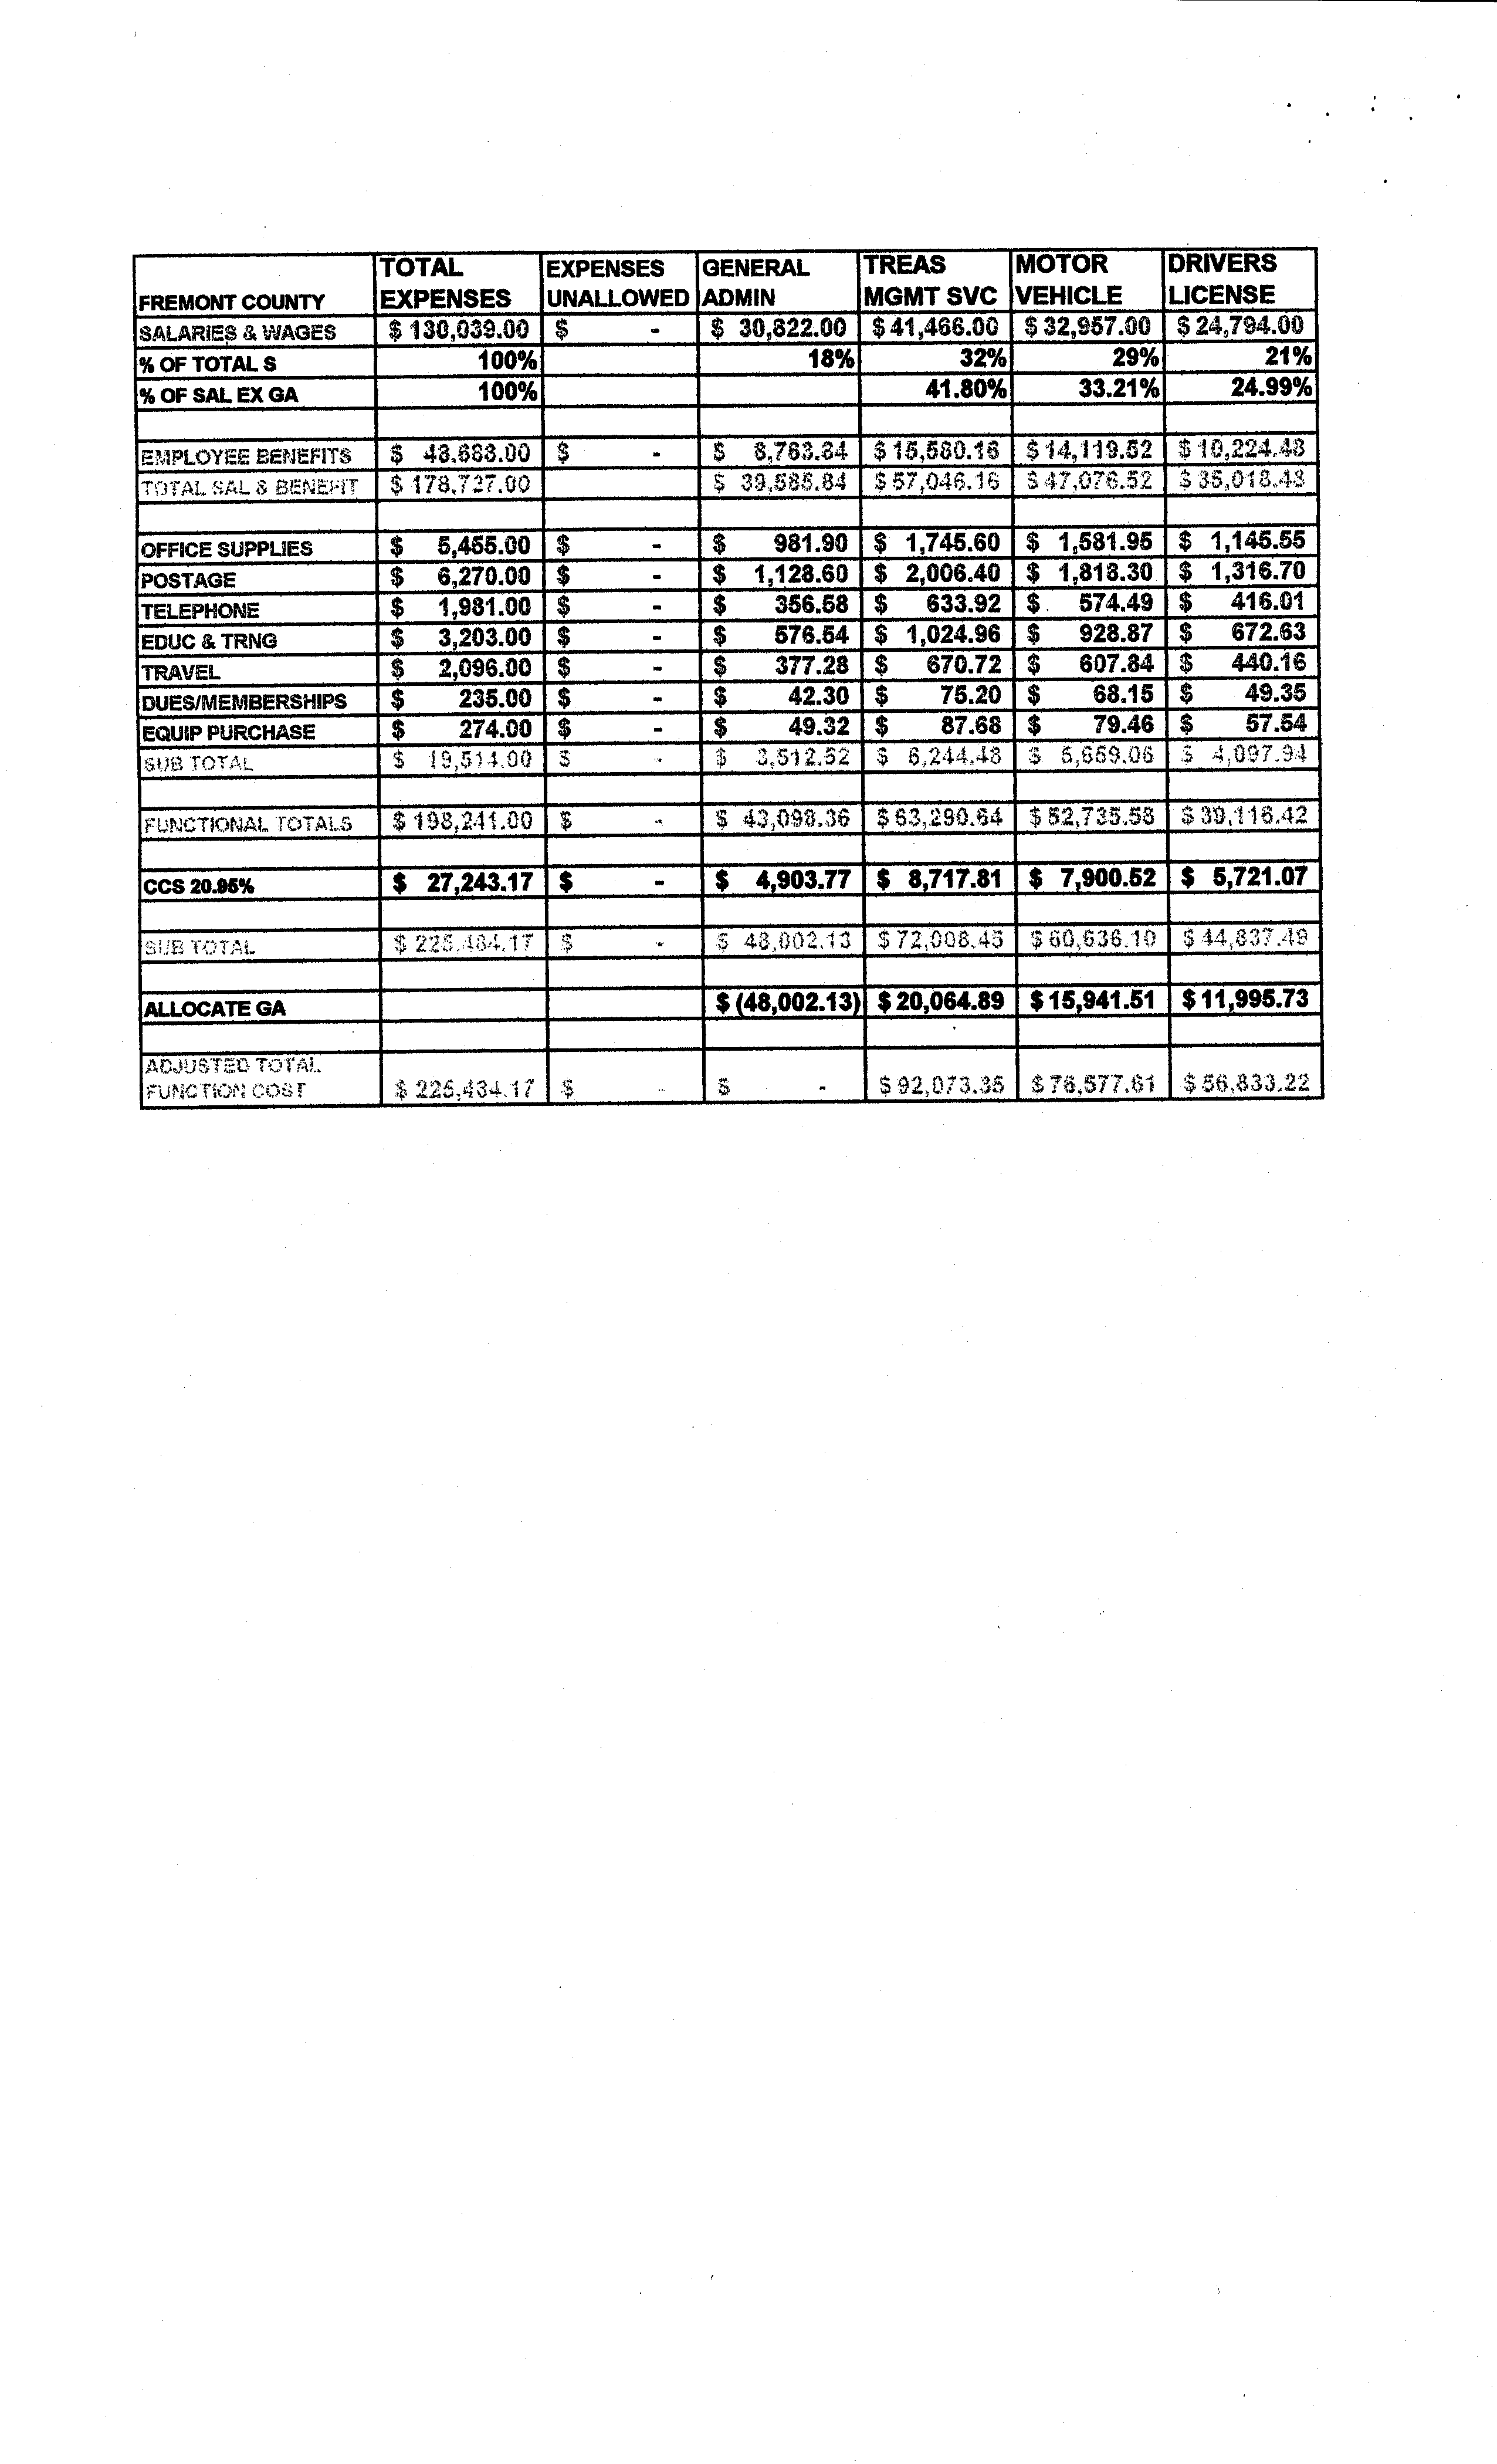 TOTAL EXPENSES GENERAL TREAS MOTOR DRIVERS
FREMONT COUNTY EXPENSES UNALLOWED ADMIN MGMT SVC VEHICLE LICENSE
SALARIES & WAGES $ 130,039.00 $ - $ 30,822.00 $ 41,466.00 $ 32,957.00 $ 24,794.00
% OF TOTAL S 100% 18% 32% 29% 21%
% OF SAL EX GA 100% 41.80% 33.21% 24.99%
EMPLOYEE BENEFITS $ 48,688.00 $ - $ 8,763.84 $ 15,580.16 $ 14,119.52 $ 10,224.48
TOTAL SAL & BENEFIT $ 178,727.00 $ 39,585.84 $ 57,046.16 $ 47,076.52 $ 35,018.48
OFFICE SUPPLIES $ 5,455.00 $ - $ 981.90 $ 1,745.60 $ 1,581.95 $ 1,145.55
POSTAGE $ 6,270.00 $ - $ 1,128.60 $ 2,006.40 $ 1,818.30 $ 1,316.70
TELEPHONE $ 1,981.00 $ - $ 356.58 $ 633.92 $ 574.49 $ 416.01
EDUC & TRNG $ 3,203.00 $ - $ 576.54 $ 1,024.96 $ 928.87 $ 672.63
TRAVEL $ 2,096.00 $ - $ 377.28 $ 670.72 $ 607.84 $ 440.16
DUES/MEMBERSHIPS $ 235.00 $ - $ 42.30 $ 75.20 $ 68.15 $ 49.35
EQUIP PURCHASE $ 274.00 $ - $ 49.32 $ 87.68 $ 79.46 $ 57.54
SUB TOTAL $ 19,514.00 $ - $ 3,512.52 $ 6,244.48 $ 5,659.06 $ 4,097.94
FUNCTIONAL TOTALS $ 198,241.00 $ - $ 43,098.36 $ 63,290.64 $ 52,735.58 $ 39,116.42
CCS 20.95% $ 27,243.17 $ - $ 4,903.77 $ 8,717.81 $ 7,900.52 $ 5,721.07
SUB TOTAL $ 225,484.17 $ - $ 48,002.13 $ 72,008.45 $ 60,636.10 $ 44,837.49
ALLOCATE GA $ (48,002.13) $ 20,064.89 $ 15,941.51 $ 11,995.73
ADJUSTED TOTAL
FUNCTION COST $ 225,484.17 $ - $ - $ 92,073.35 $ 76,577.61 $ 56,833.22